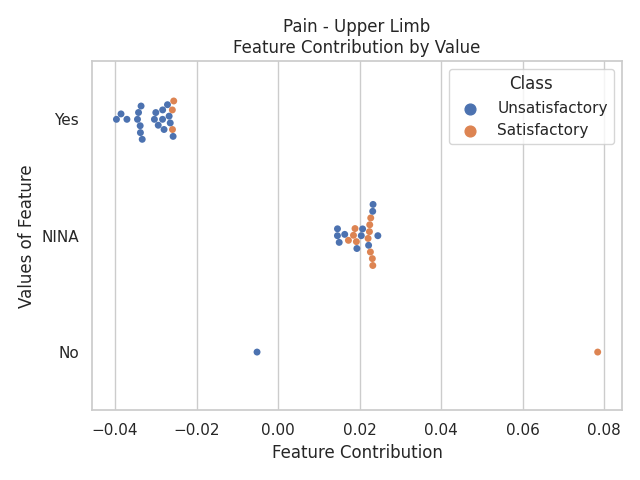 Pain - Upper Limb
Feature Contribution by Value
Class
Unsatisfactory
Satisfactory
Values of Feature
Yes
NINA
No
−0.04 −0.02 0.00 0.02 0.04 0.06 0.08
Feature Contribution